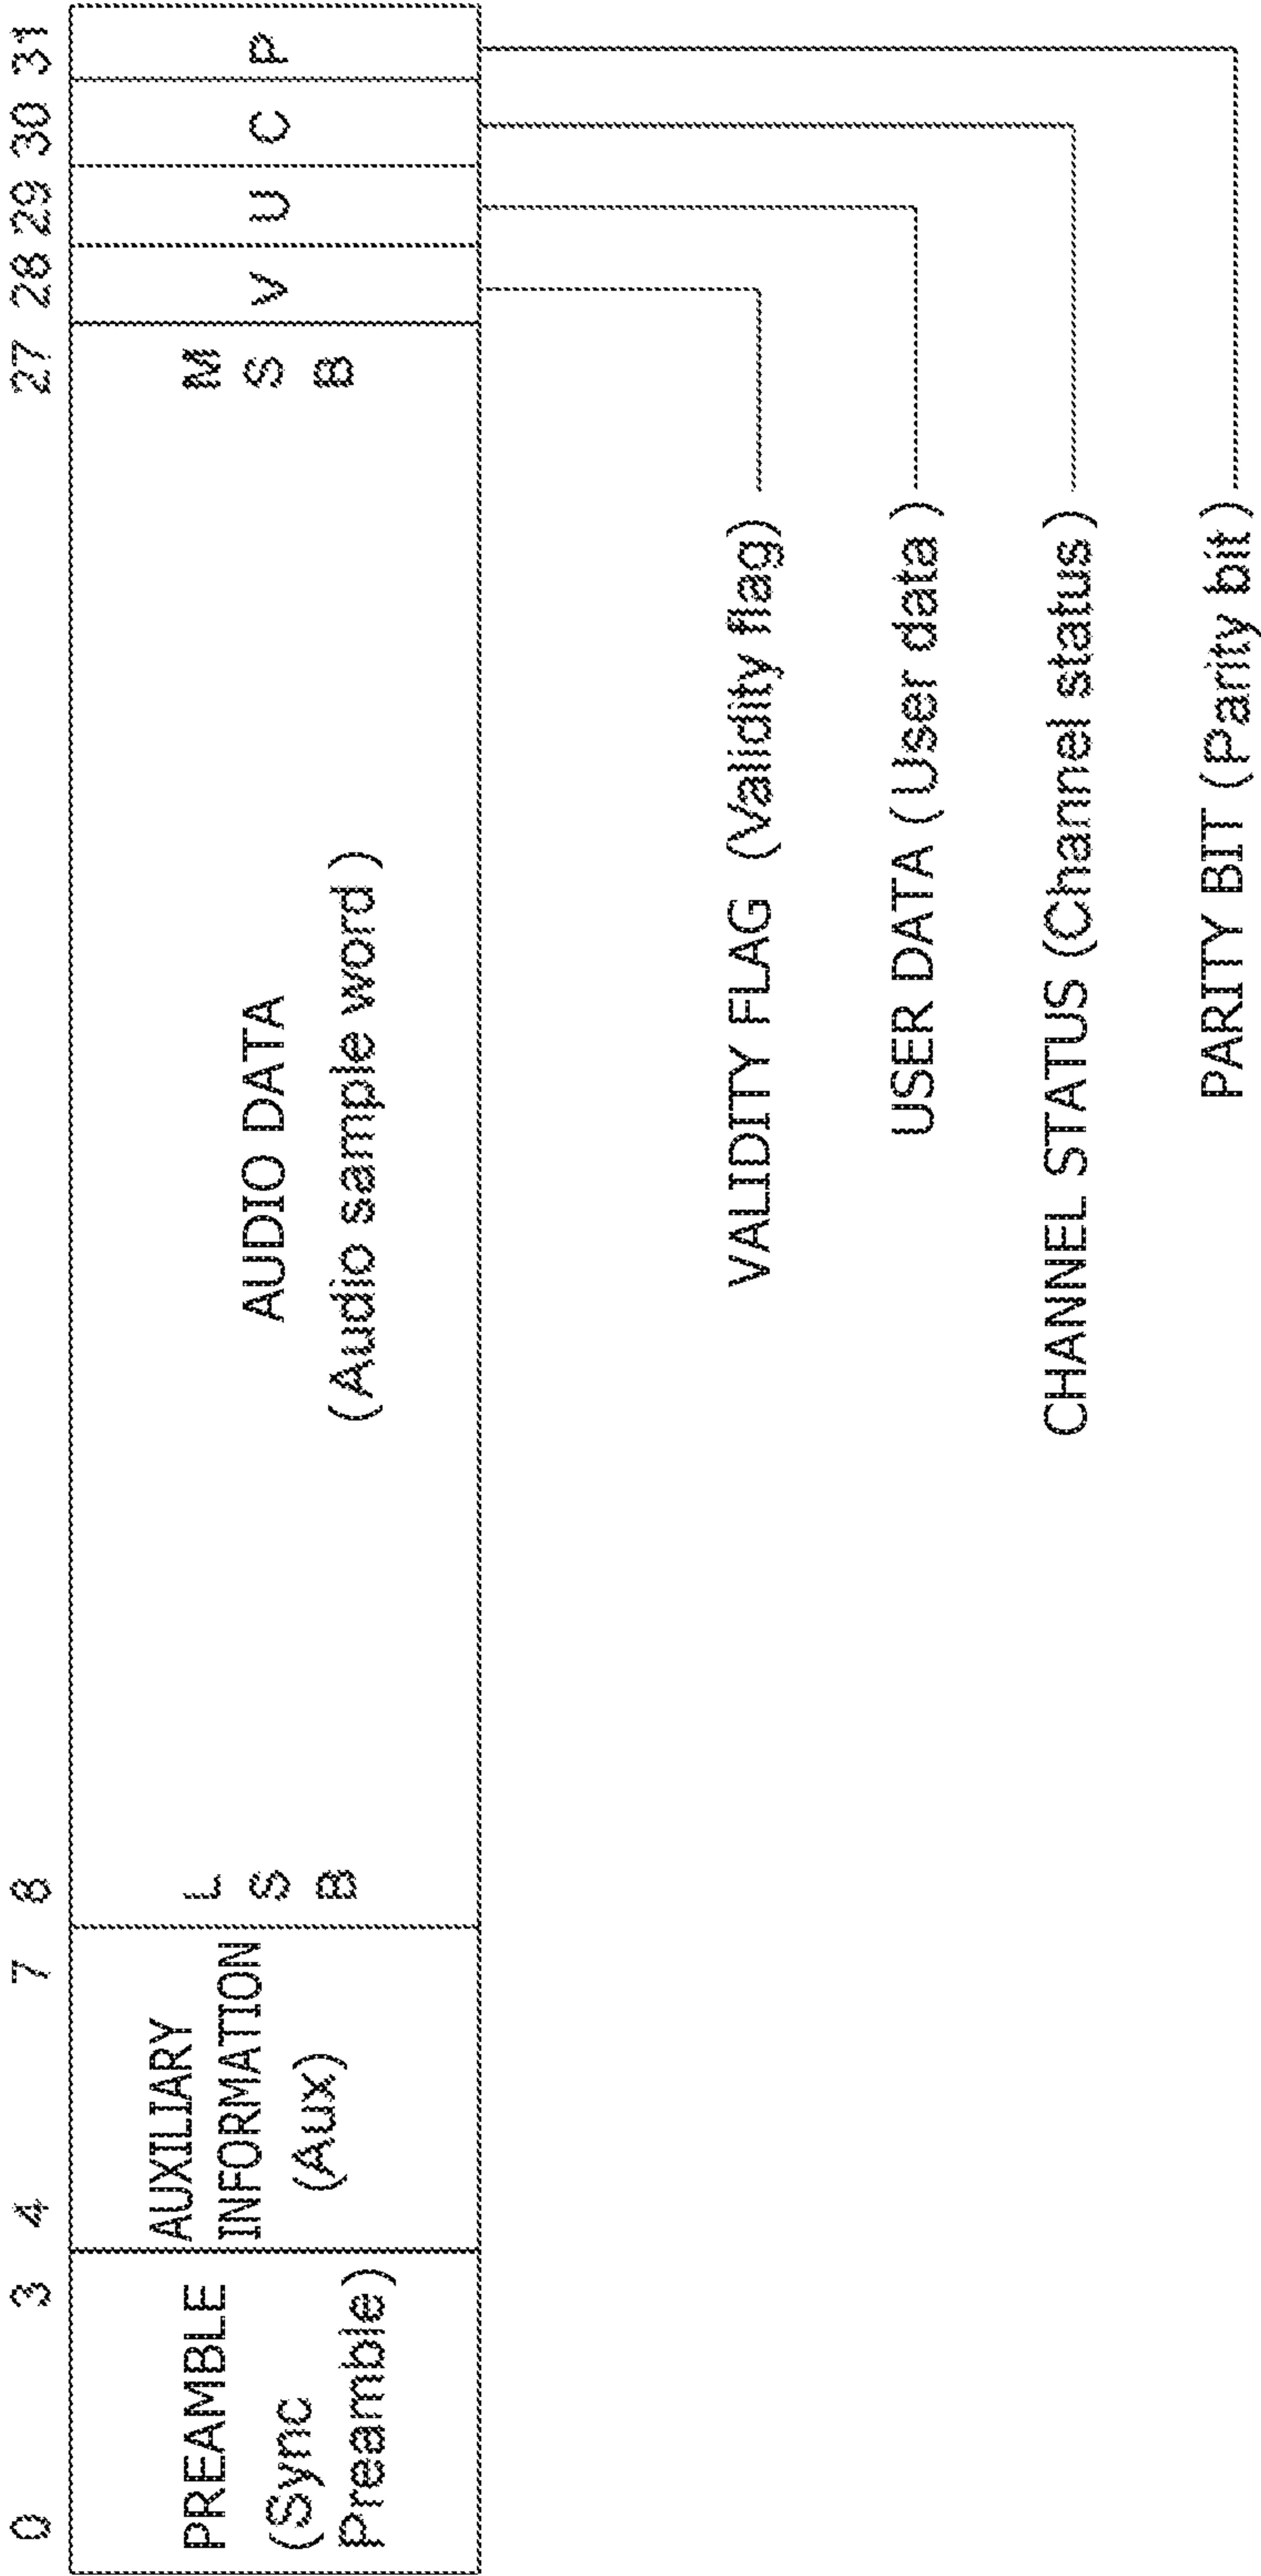 0 3 4 7 8 27 28 29 30 31
PREAMBLE
(Sync
Preamble)
AUXILIARY
INFORMATION
(Aux)
L
S
B
AUDIO DATA
(Audio sample word)
M
S
B
V U C P
VALIDITY FLAG (Validity flag)
USER DATA (User data)
CHANNEL STATUS (Channel status)
PARITY BIT (Parity bit)